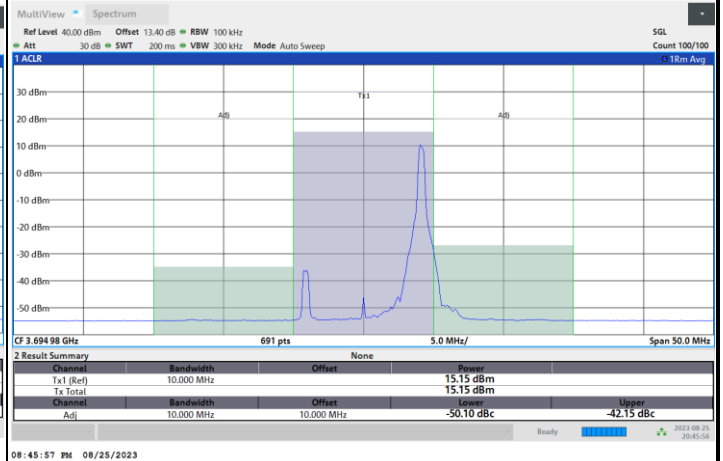 MultiView Spectrum
Ref Level 40.00 dBm Offset 13.40 dB RBW 100 kHz SGL
Att 30 dB SWT 200 ms VBW 300 kHz Mode Auto Sweep Count 100/100
1 ACLR 1Rm Avg
30 dBm
Tx1
20 dBm
Adj Adj
10 dBm
0 dBm
-10 dBm
-20 dBm
-30 dBm
-40 dBm
-50 dBm
CF 3.69498 GHz 691 pts 5.0 MHz/ Span 50.0 MHz
2 Result Summary None
Channel Bandwidth Offset Power
Tx1 (Ref) 10.000 MHz 15.15 dBm
Tx Total 15.15 dBm
Channel Bandwidth Offset Lower Upper
Adj 10.000 MHz 10.000 MHz -50.10 dBc -42.15 dBc
Ready 2023-08-25
20:45:56
08:45:57 PM 08/25/2023